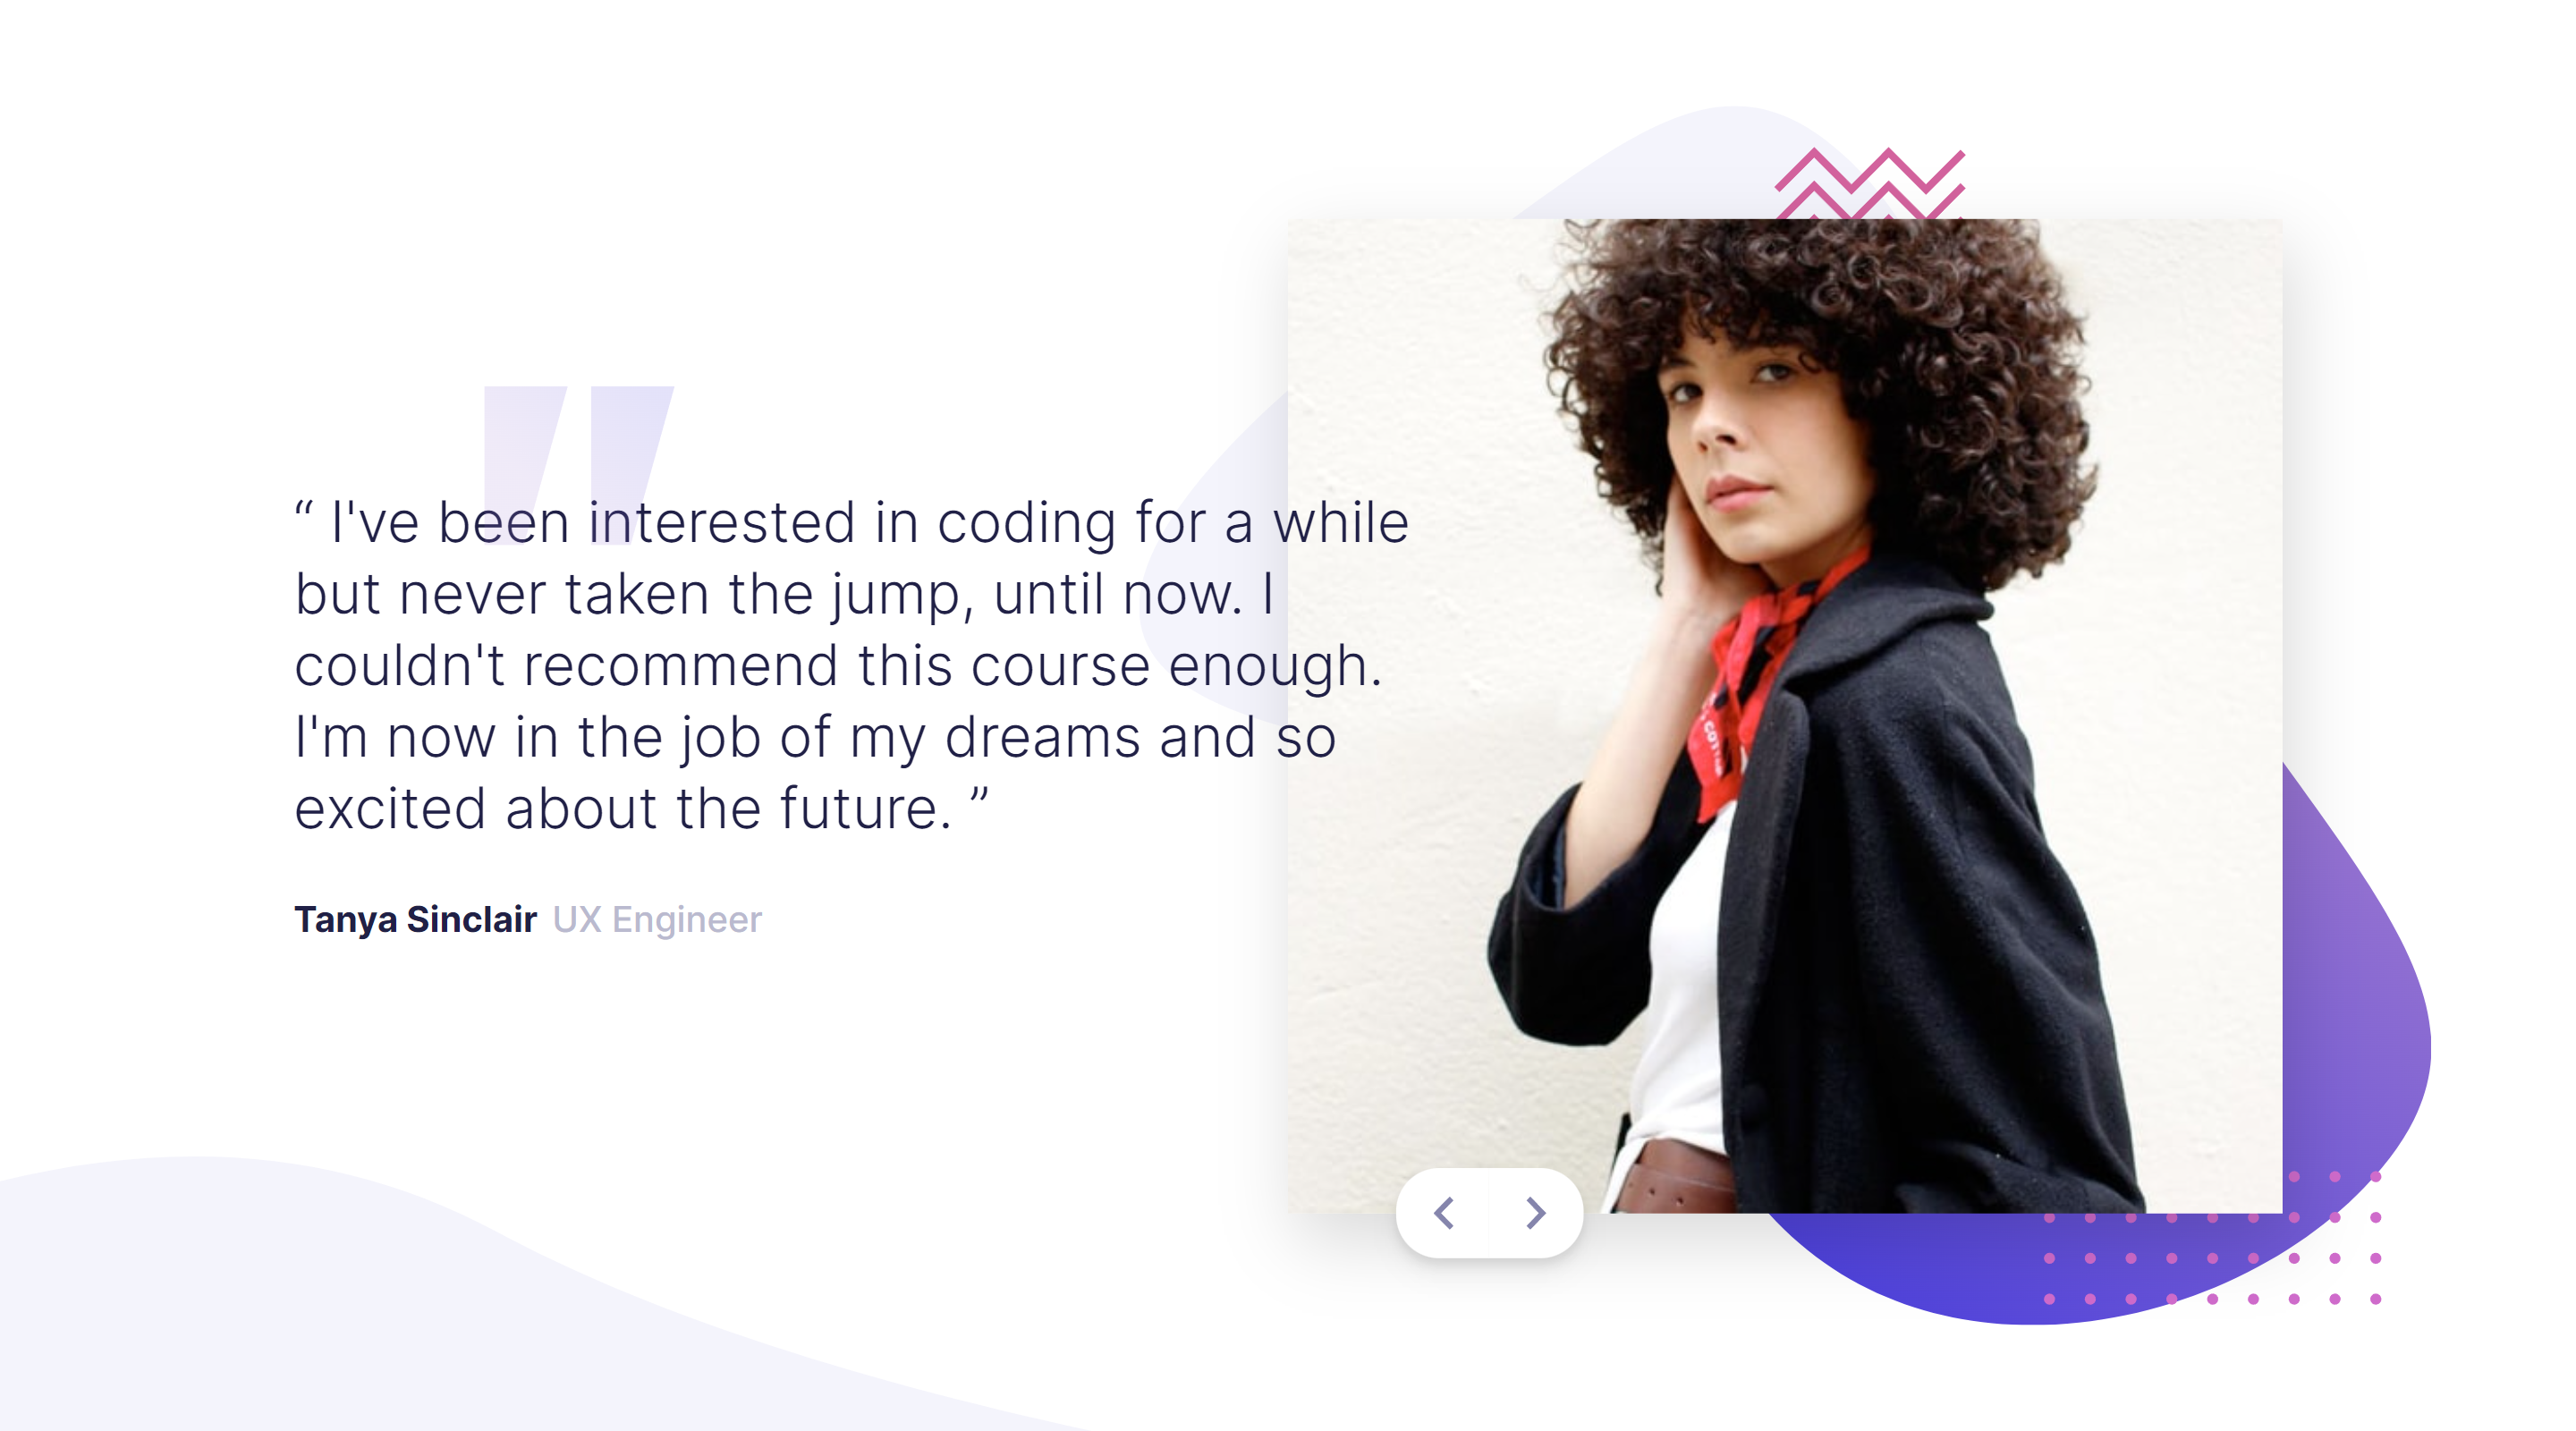 “ I've been interested in coding for a while
but never taken the jump, until now. I
couldn't recommend this course enough.
I'm now in the job of my dreams and so
excited about the future. ”
Tanya Sinclair UX Engineer